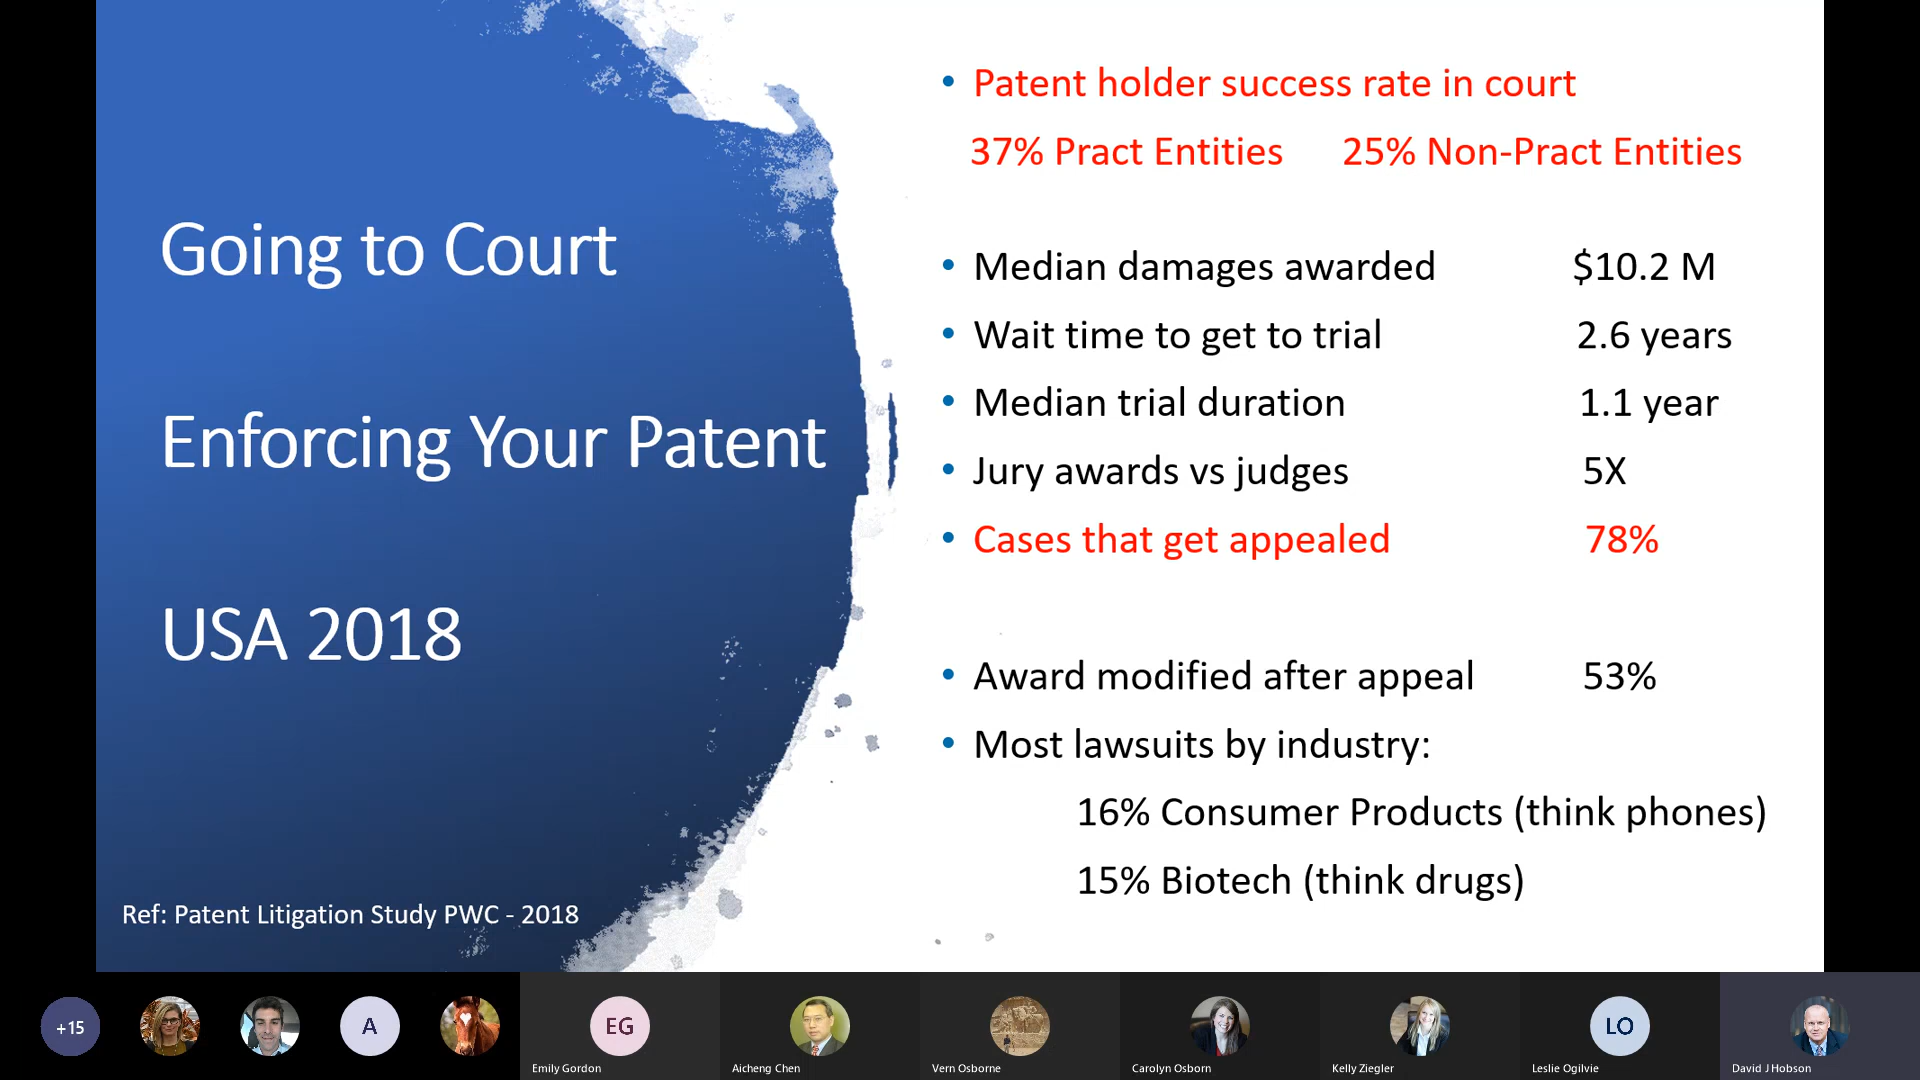 Going to Court
Enforcing Your Patent
USA 2018
Ref: Patent Litigation Study PWC - 2018
• Patent holder success rate in court
37% Pract Entities 25% Non-Pract Entities
• Median damages awarded $10.2 M
• Wait time to get to trial 2.6 years
• Median trial duration 1.1 year
• Jury awards vs judges 5X
• Cases that get appealed 78%
• Award modified after appeal 53%
• Most lawsuits by industry:
16% Consumer Products (think phones)
15% Biotech (think drugs)
+15
A
EG
LO
Emily Gordon
Aicheng Chen
Vern Osborne
Carolyn Osborn
Kelly Ziegler
Leslie Ogilvie
David J Hobson